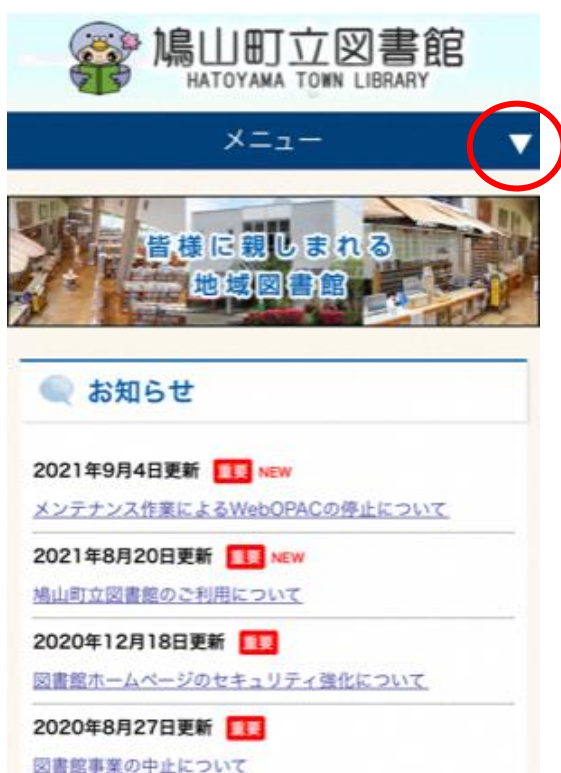 鳩山町立図書館
HATOYAMA TOWN LIBRARY
メニュー ▼
皆様に親しまれる
地域図書館
お知らせ
2021年9月4日更新 重要 NEW
メンテナンス作業によるWebOPACの停止について
2021年8月20日更新 重要 NEW
鳩山町立図書館のご利用について
2020年12月18日更新 重要
図書館ホームページのセキュリティ強化について
2020年8月27日更新 重要
図書館事業の中止について